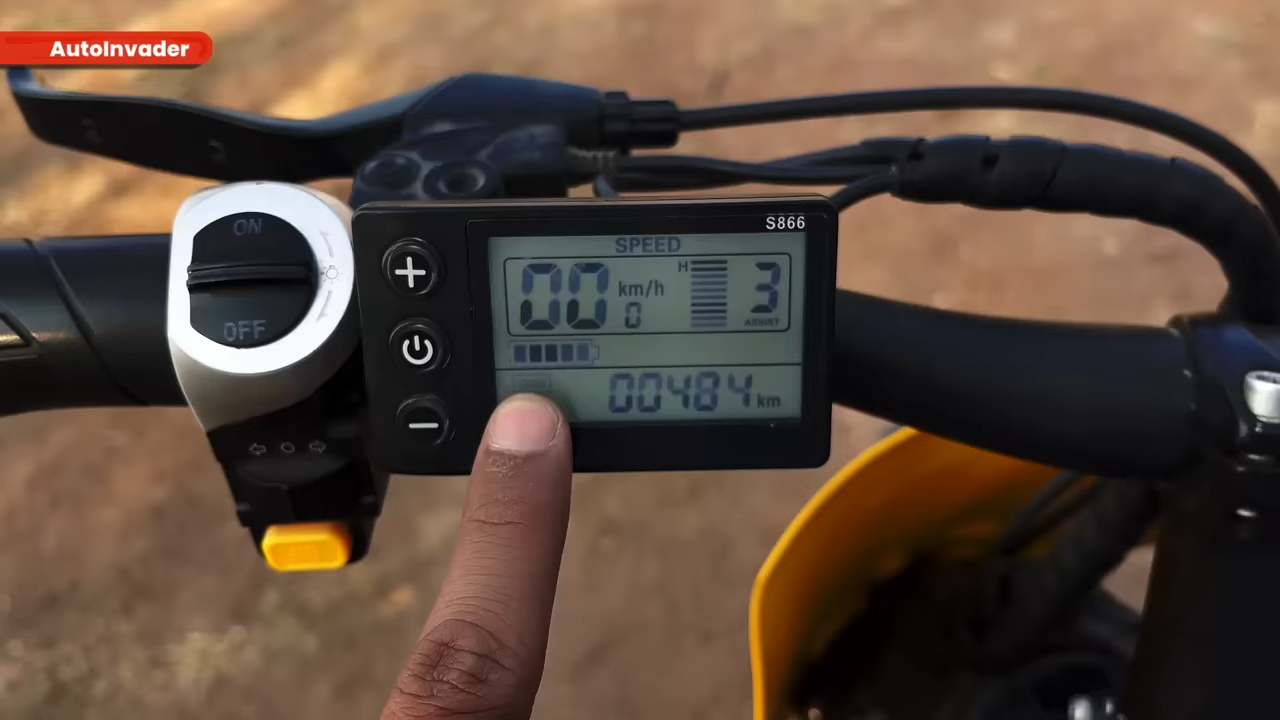 AutoInvader
S866
SPEED
ON
00 km/h
0
H
3
ASSIST
OFF
00484 km